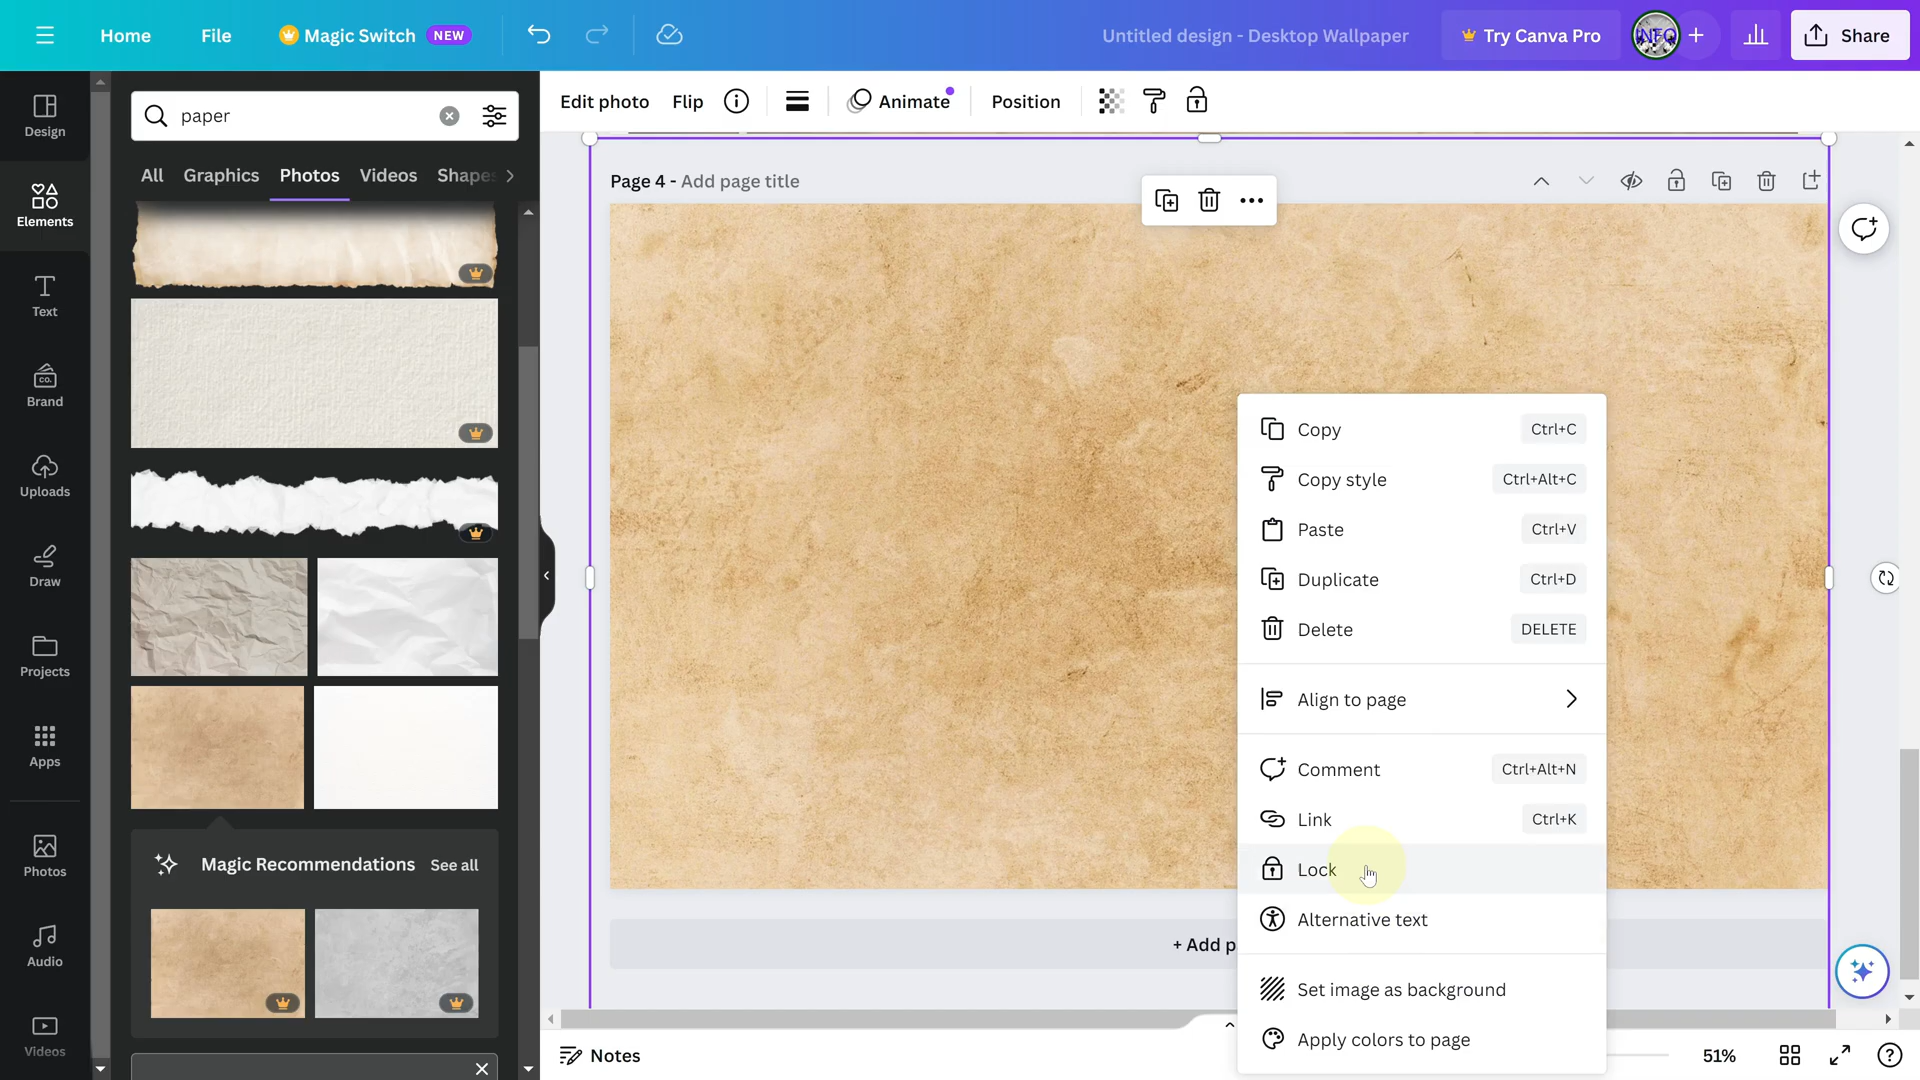 Home
File
Magic Switch NEW
Untitled design - Desktop Wallpaper
Try Canva Pro
Share
Design
Elements
Text
Brand
CO.
Uploads
Draw
Projects
Apps
Photos
Audio
Videos
paper
All Graphics Photos Videos Shapes
Magic Recommendations See all
Edit photo Flip Animate Position
Page 4 - Add page title
Copy Ctrl+C
Copy style Ctrl+Alt+C
Paste Ctrl+V
Duplicate Ctrl+D
Delete DELETE
Align to page
Comment Ctrl+Alt+N
Link Ctrl+K
Lock
Alternative text
Set image as background
Apply colors to page
+ Add p
Notes
51%